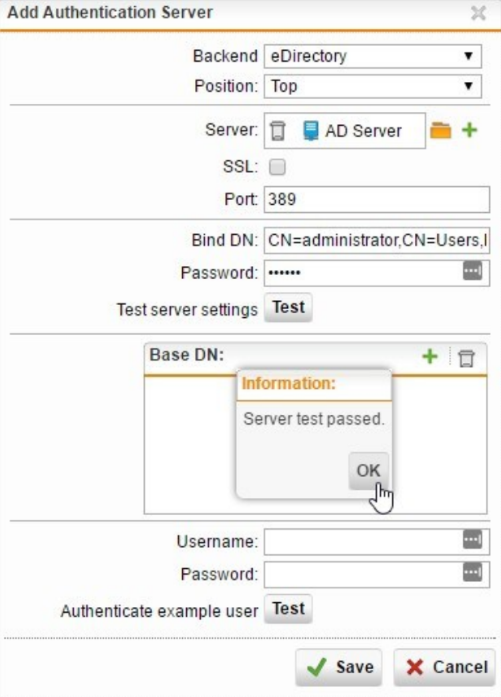 Add Authentication Server
Backend eDirectory
Position: Top
Server: AD Server
SSL:
Port: 389
Bind DN: CN=administrator,CN=Users,
Password: ••••••
Test server settings Test
Base DN:
Information:
Server test passed.
OK
Username:
Password:
Authenticate example user Test
Save Cancel